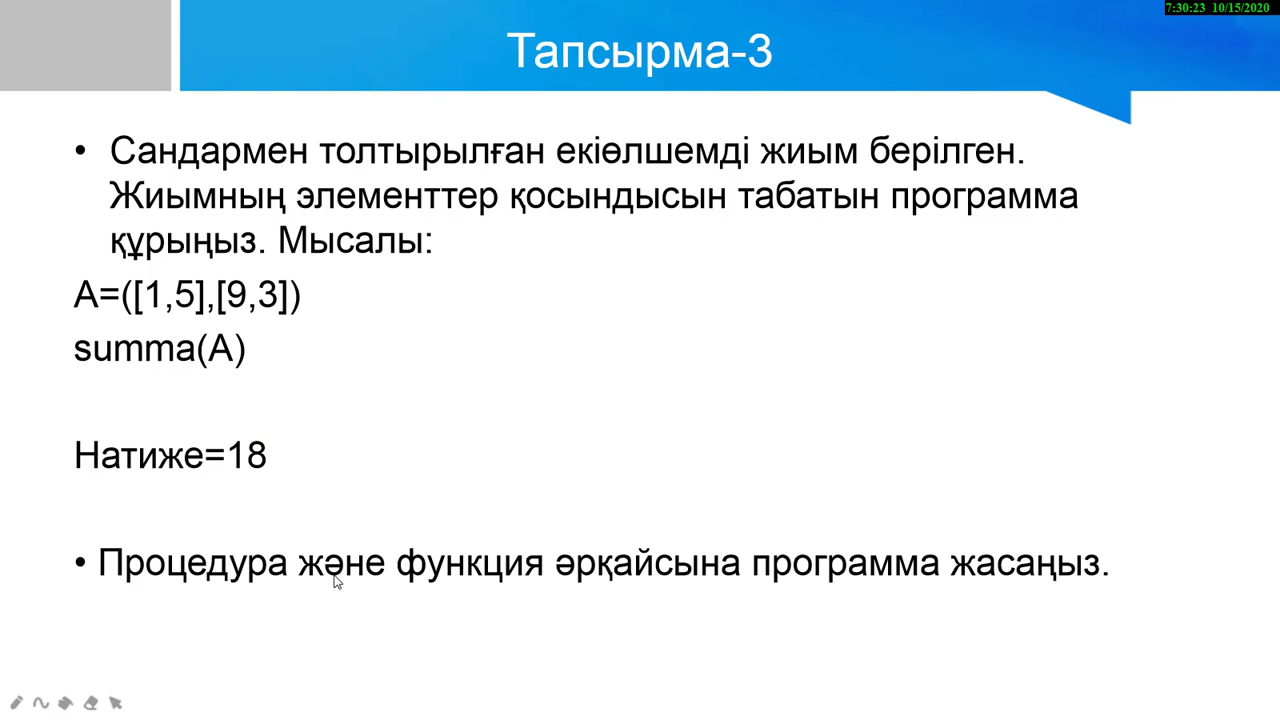 7:30:23 10/15/2020
Тапсырма-3
• Сандармен толтырылған екіөлшемді жиым берілген.
Жиымның элементтер қосындысын табатын программа
құрыңыз. Мысалы:
A=([1,5],[9,3])
summa(A)
Натиже=18
• Процедура және функция әрқайсына программа жасаңыз.